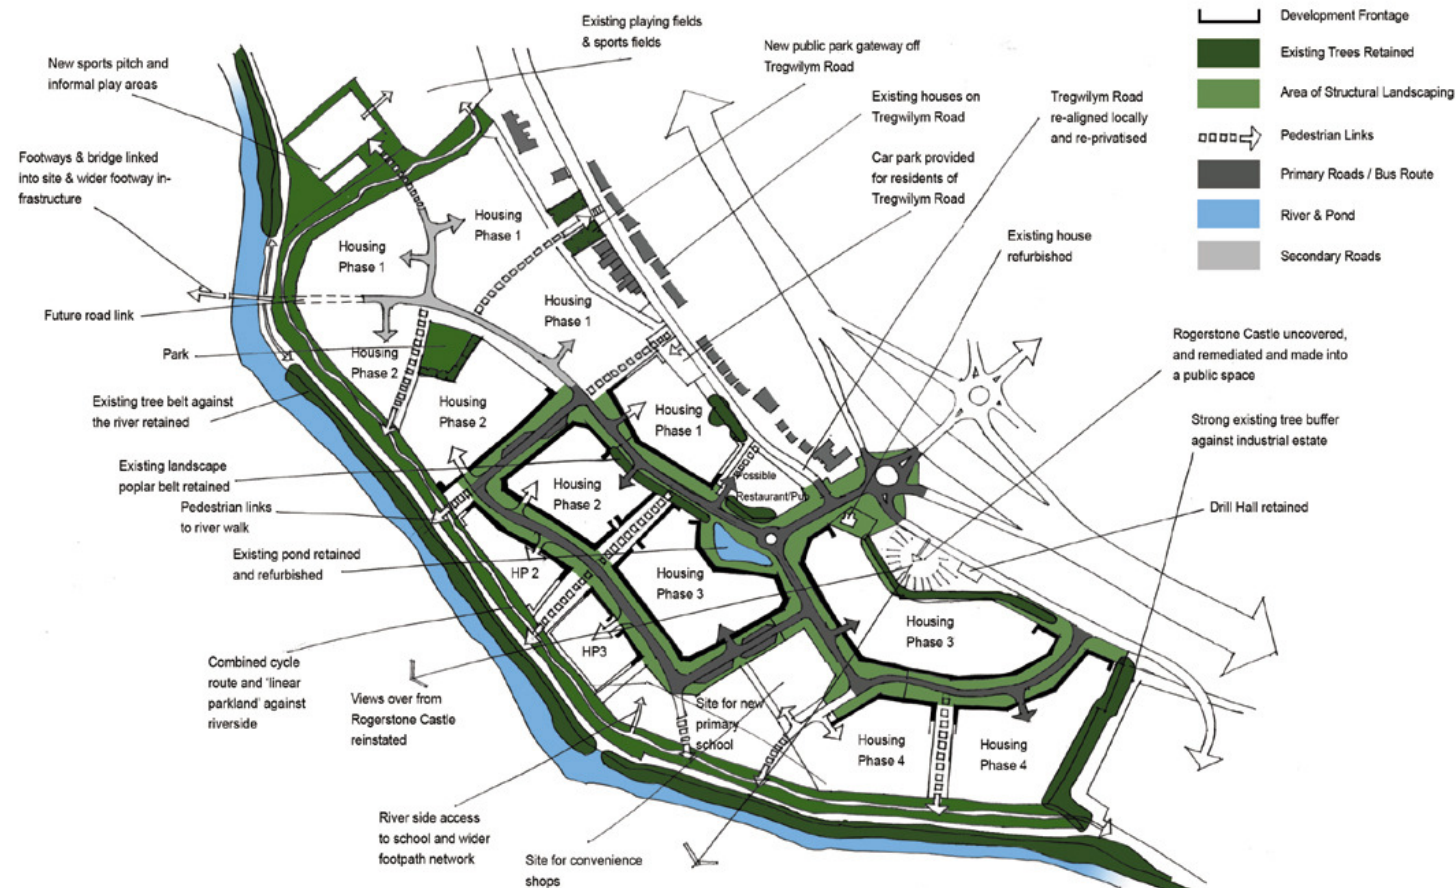 Existing playing fields
& sports fields
New public park gateway off
Tregwilym Road
New sports pitch and
informal play areas
Existing houses on
Tregwilym Road
Tregwilym Road
re-aligned locally
and re-privatised
Footways & bridge linked
into site & wider footway in-
frastructure
Car park provided
for residents of
Tregwilym Road
Existing house
refurbished
Development Frontage
Existing Trees Retained
Area of Structural Landscaping
Pedestrian Links
Primary Roads / Bus Route
River & Pond
Secondary Roads
Housing
Phase 1
Housing
Phase 1
Housing
Phase 1
Future road link
Park
Housing
Phase 2
Rogerstone Castle uncovered,
and remediated and made into
a public space
Existing tree belt against
the river retained
Housing
Phase 2
Housing
Phase 1
Strong existing tree buffer
against industrial estate
Existing landscape
poplar belt retained
Housing
Phase 2
Possible
Restaurant/Pub
Pedestrian links
to river walk
Drill Hall retained
Existing pond retained
and refurbished
HP 2
Housing
Phase 3
Housing
Phase 3
HP3
Combined cycle
route and 'linear
parkland' against
riverside
Views over from
Rogerstone Castle
reinstated
Site for new
primary
school
Housing
Phase 4
Housing
Phase 4
River side access
to school and wider
footpath network
Site for convenience
shops